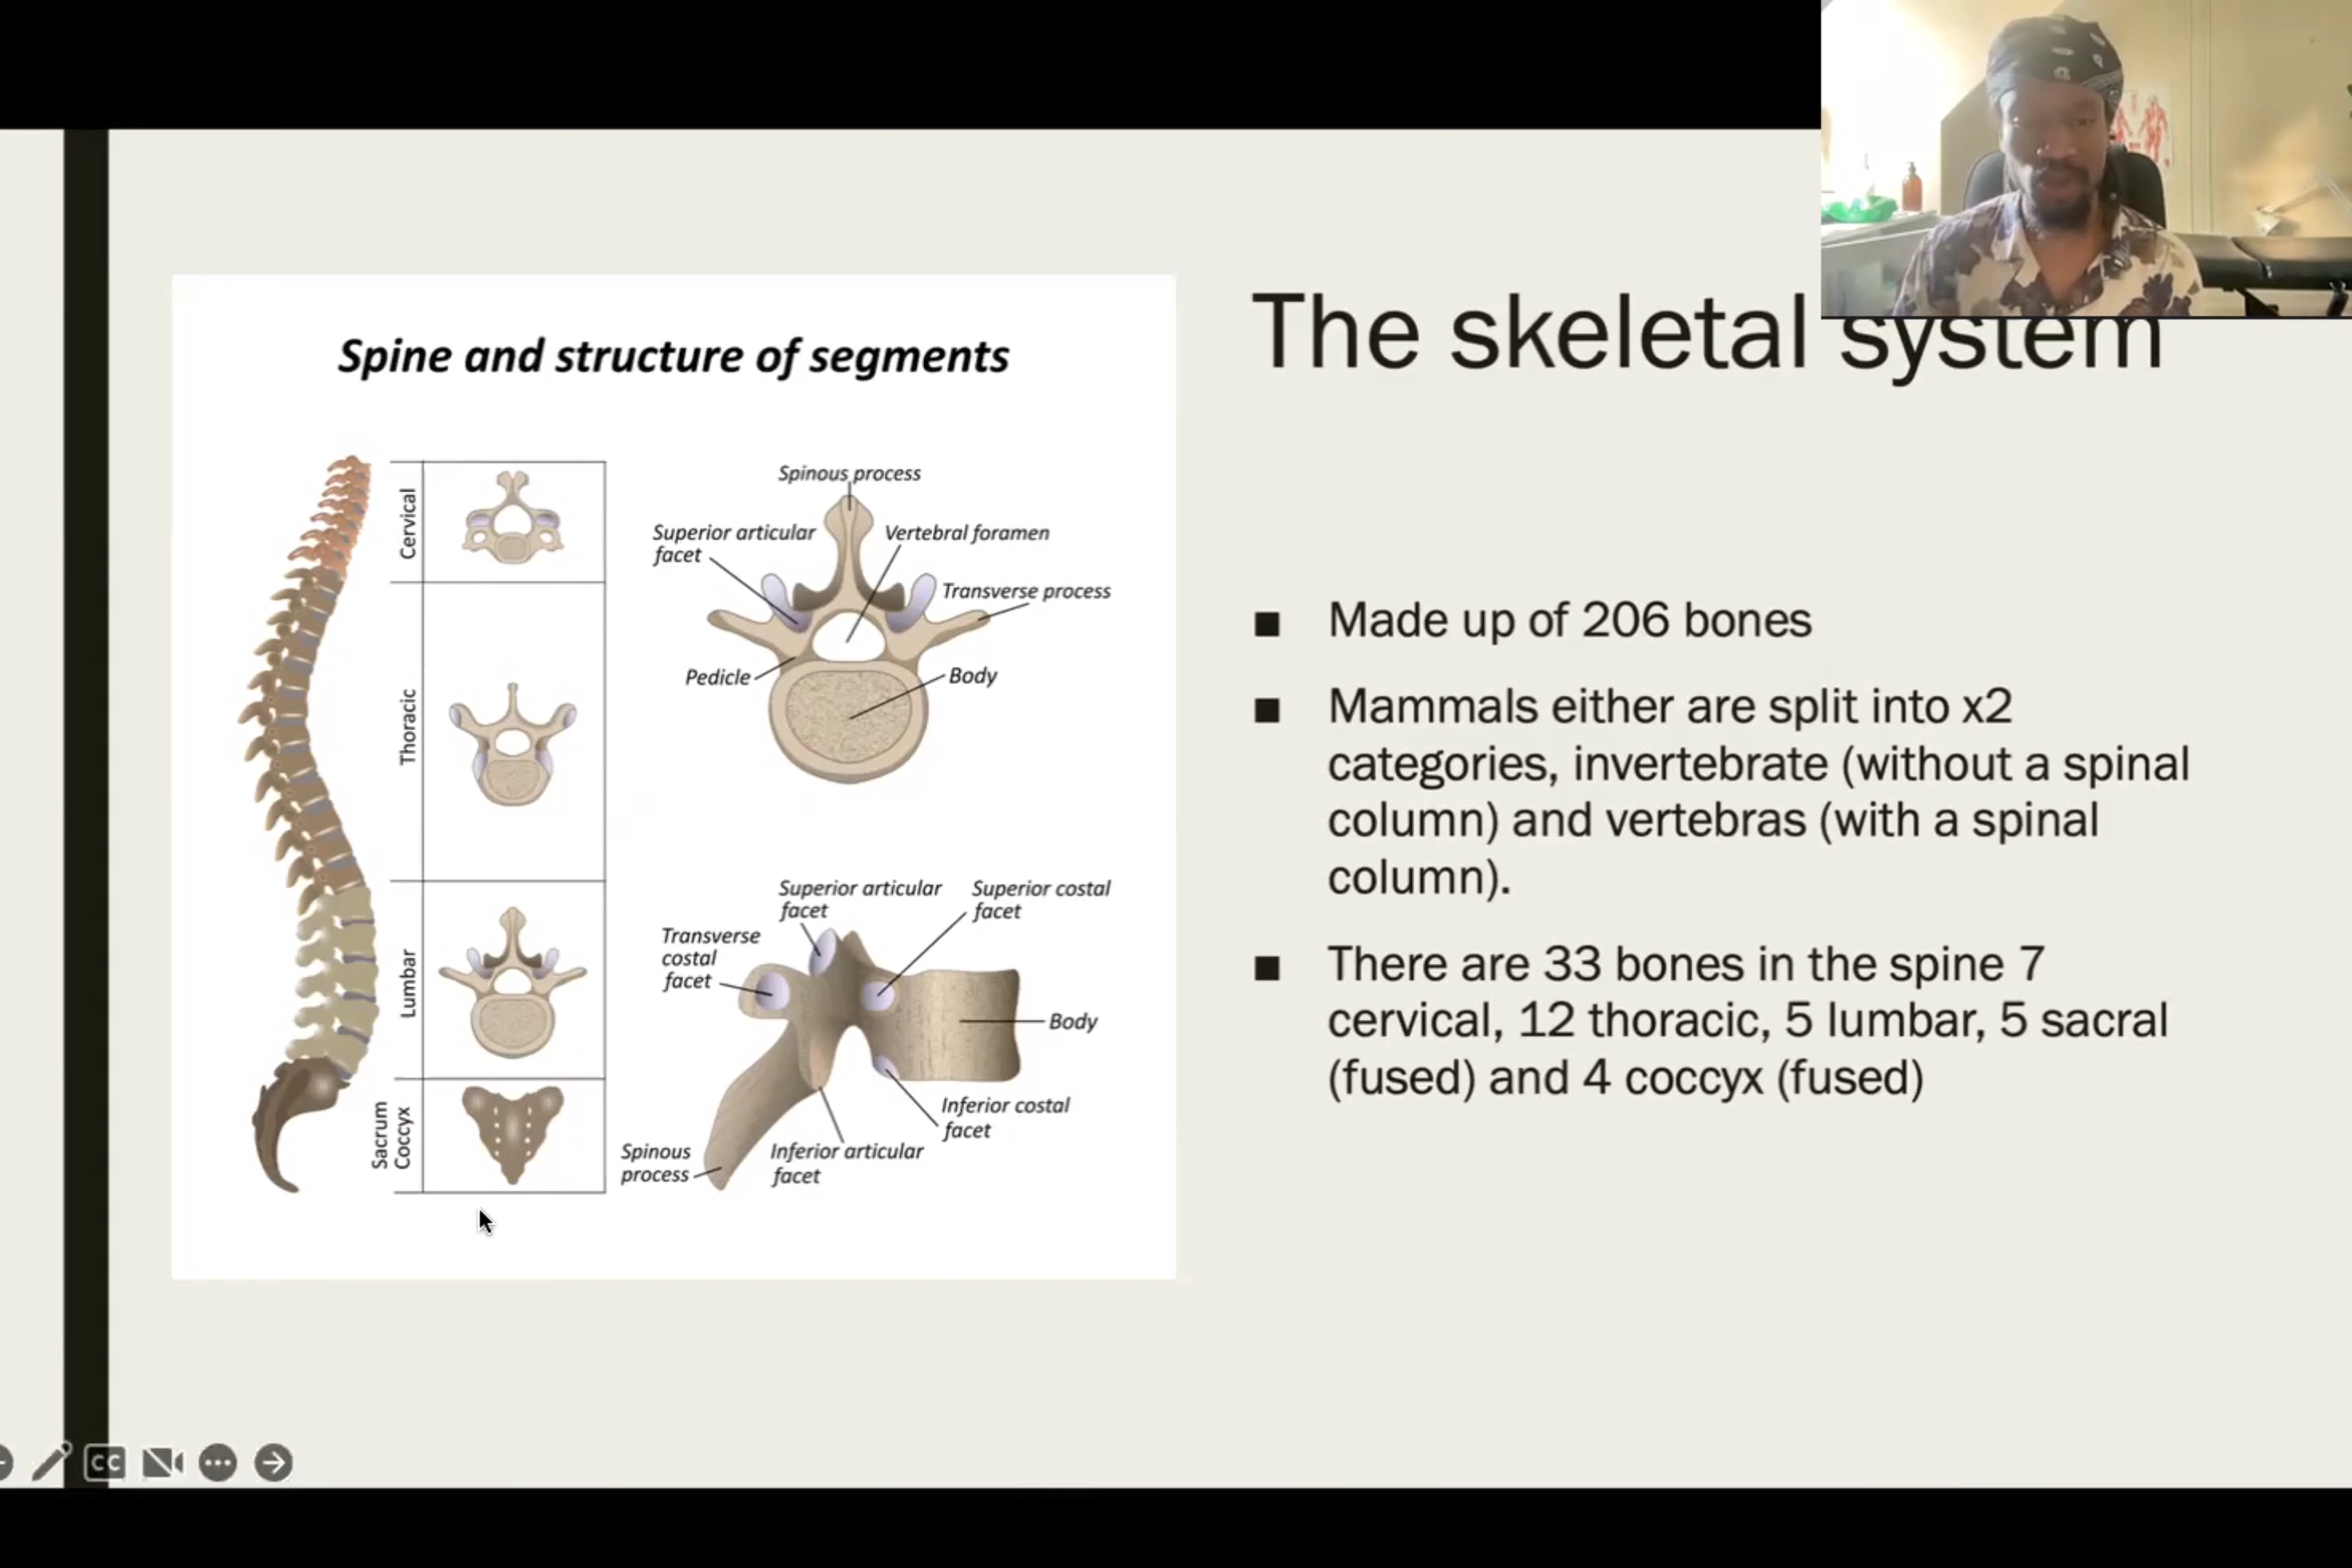 The skeletal system
Spine and structure of segments
Cervical
Thoracic
Lumbar
Sacrum
Coccyx
Spinous process
Superior articular
facet
Vertebral foramen
Transverse process
Pedicle
Body
Superior articular
facet
Superior costal
facet
Transverse
costal
facet
Body
Inferior costal
facet
Inferior articular
facet
Spinous
process
■ Made up of 206 bones
■ Mammals either are split into x2
categories, invertebrate (without a spinal
column) and vertebras (with a spinal
column).
■ There are 33 bones in the spine 7
cervical, 12 thoracic, 5 lumbar, 5 sacral
(fused) and 4 coccyx (fused)
CC